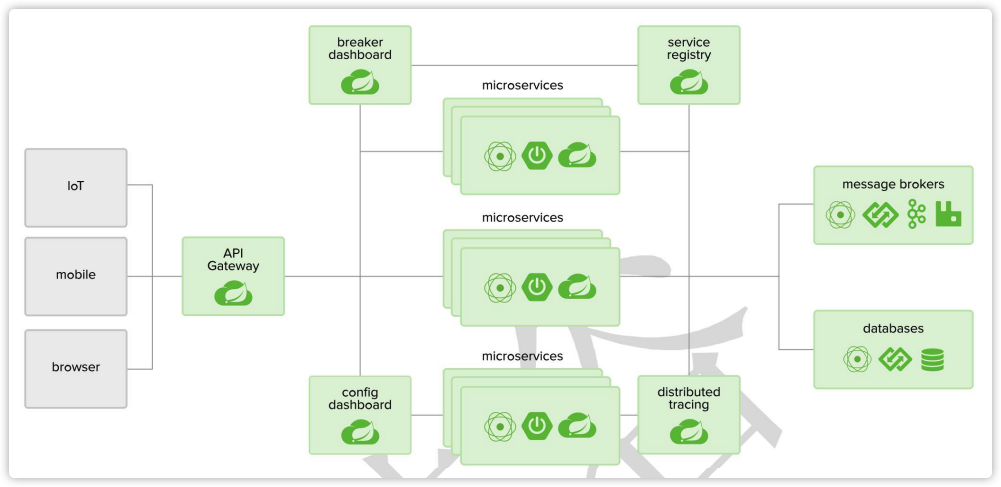 breaker
dashboard
service
registry
microservices
IoT
message brokers
microservices
API
Gateway
mobile
databases
microservices
browser
config
dashboard
distributed
tracing